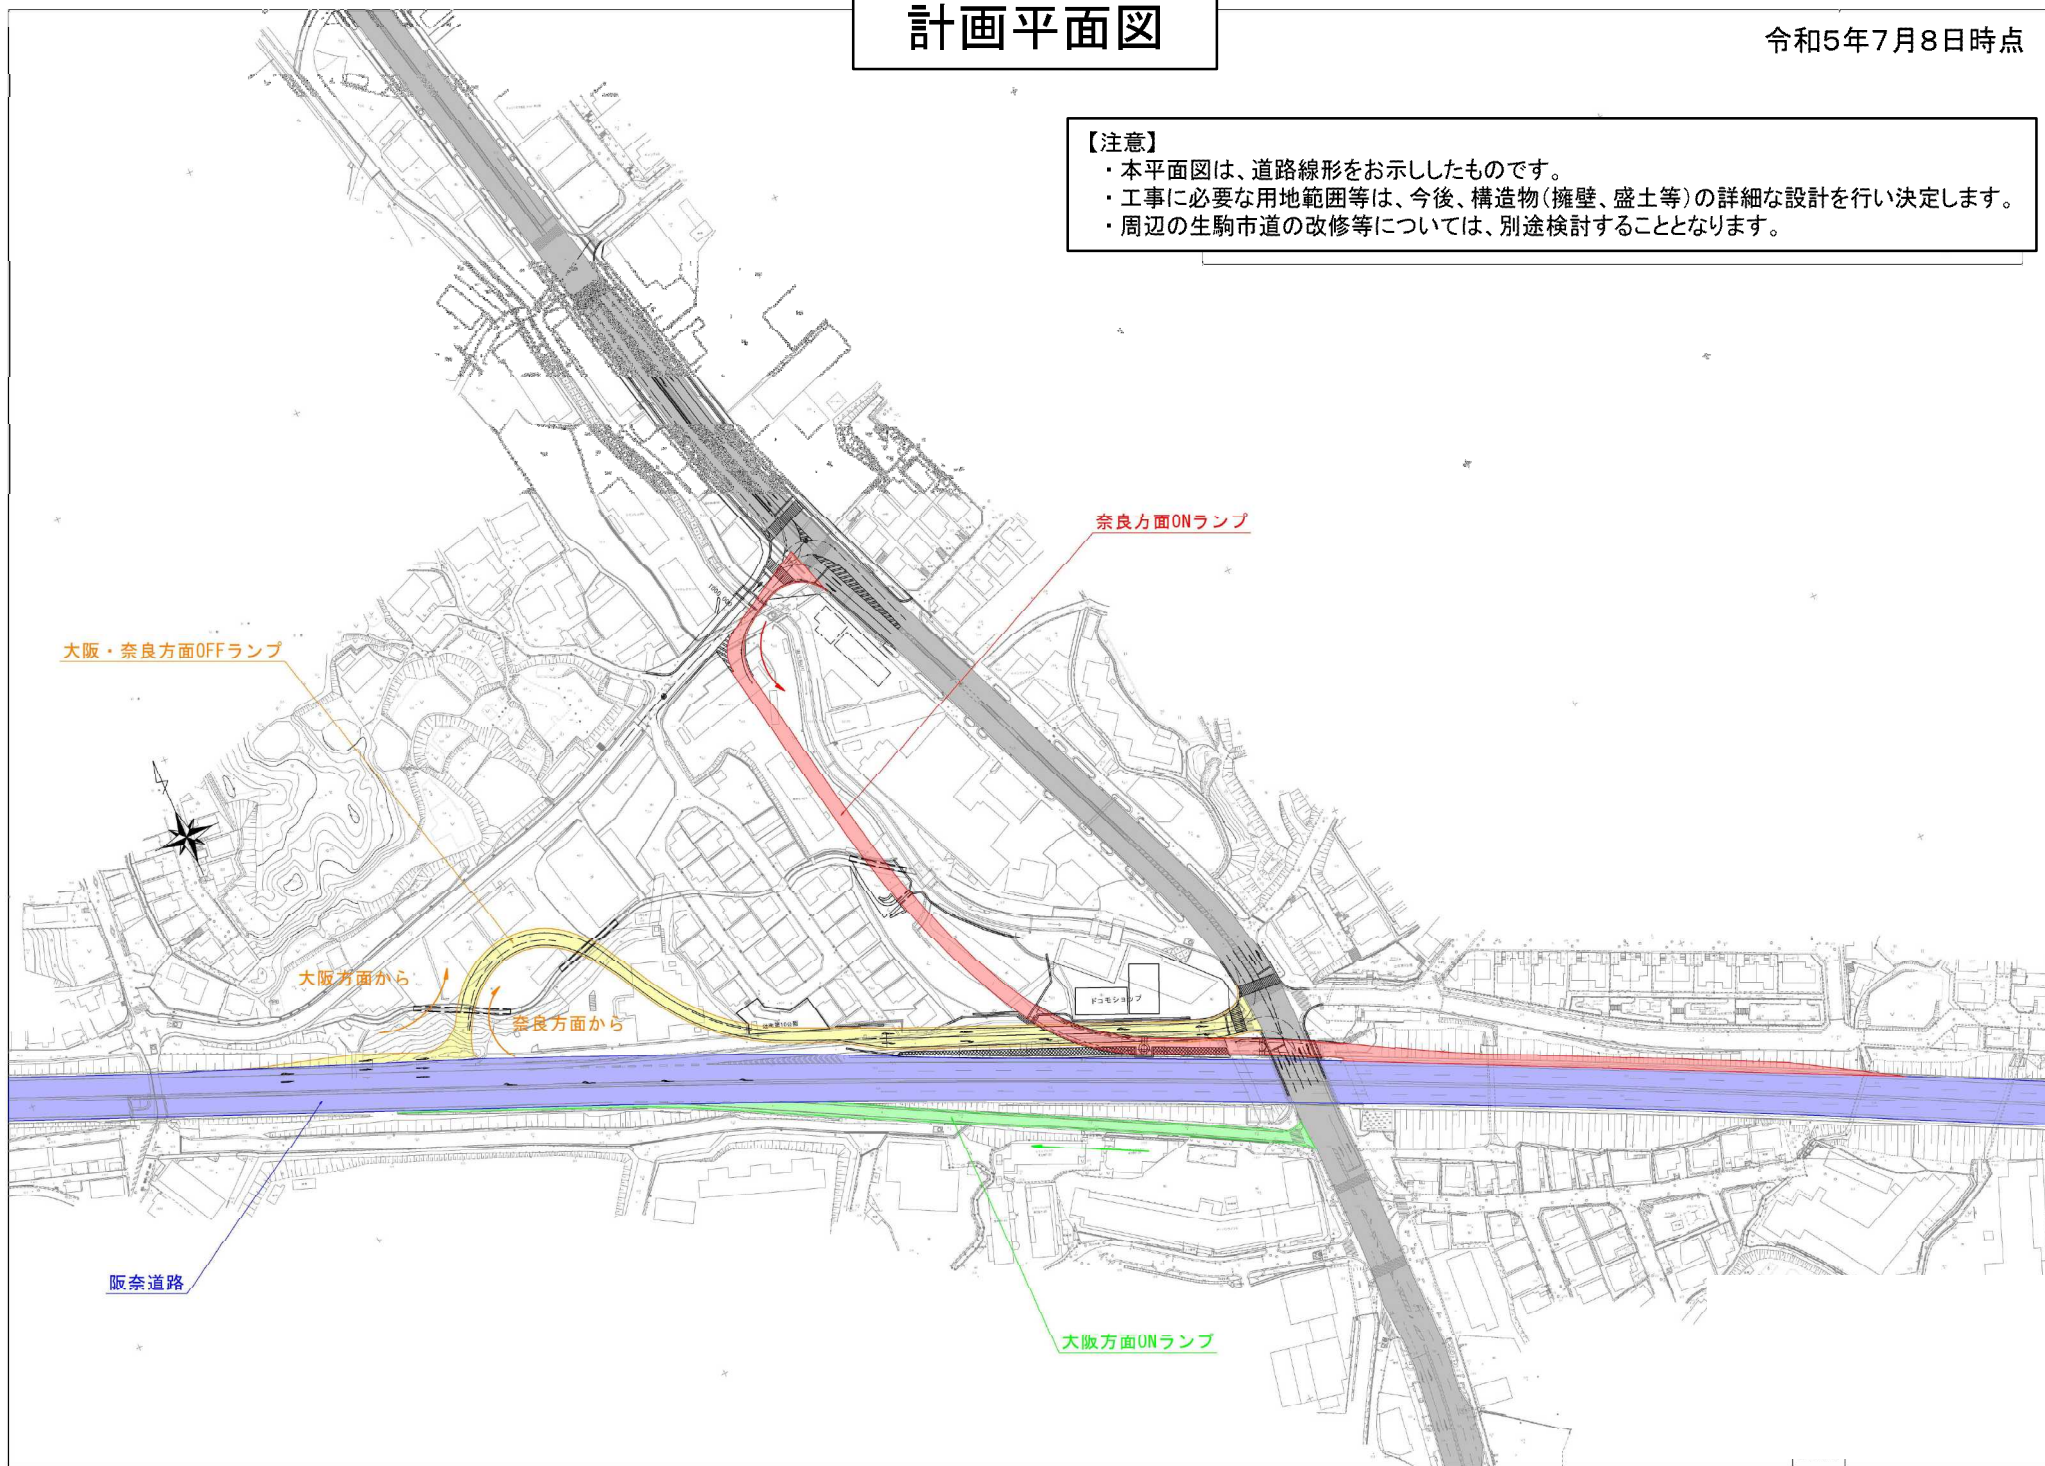 計画平面図
令和5年7月8日時点
【注意】
・本平面図は、道路線形をお示ししたものです。
・工事に必要な用地範囲等は、今後、構造物(擁壁、盛土等)の詳細な設計を行い決定します。
・周辺の生駒市道の改修等については、別途検討することとなります。
奈良方面ONランプ
大阪・奈良方面OFFランプ
大阪方面から
奈良方面から
ドコモショップ
阪奈道路
大阪方面ONランプ